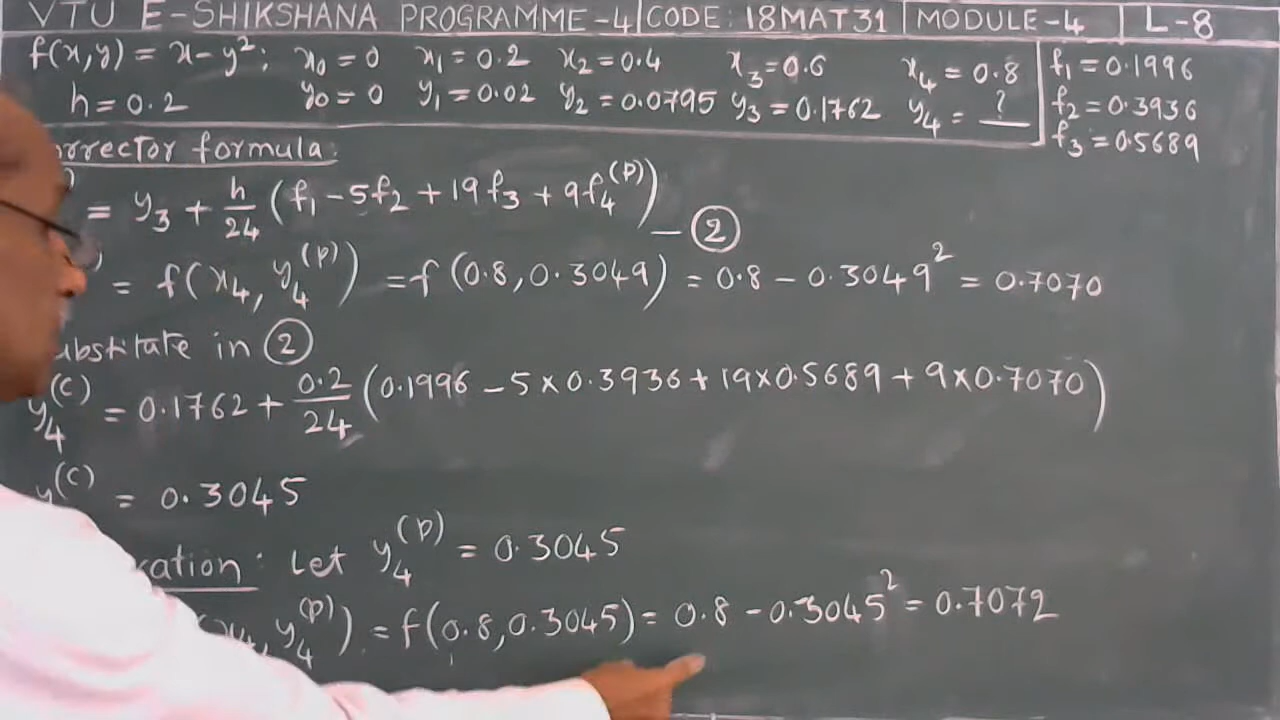 VTU E-SHIKSHANA PROGRAMME-4 CODE: 18MAT31 MODULE-4 L-8
f(x,y) = x-y²; x₀=0 x₁=0.2 x₂=0.4 x₃=0.6 x₄=0.8 f₁=0.1996
h=0.2 y₀=0 y₁=0.02 y₂=0.0795 y₃=0.1762 y₄= ? f₂=0.3936
f₃=0.5689
orrector formula:
= y₃ + h/24 (f₁ - 5f₂ + 19f₃ + 9f₄^(p)) — ②
= f(x₄, y₄^(p)) = f(0.8, 0.3049) = 0.8 - 0.3049² = 0.7070
ubstitute in ②
y₄^(C) = 0.1762 + 0.2/24 (0.1996 - 5×0.3936 + 19×0.5689 + 9×0.7070)
y^(C) = 0.3045
ration: Let y₄^(p) = 0.3045
x₄, y₄^(p)) = f(0.8, 0.3045) = 0.8 - 0.3045² = 0.7072